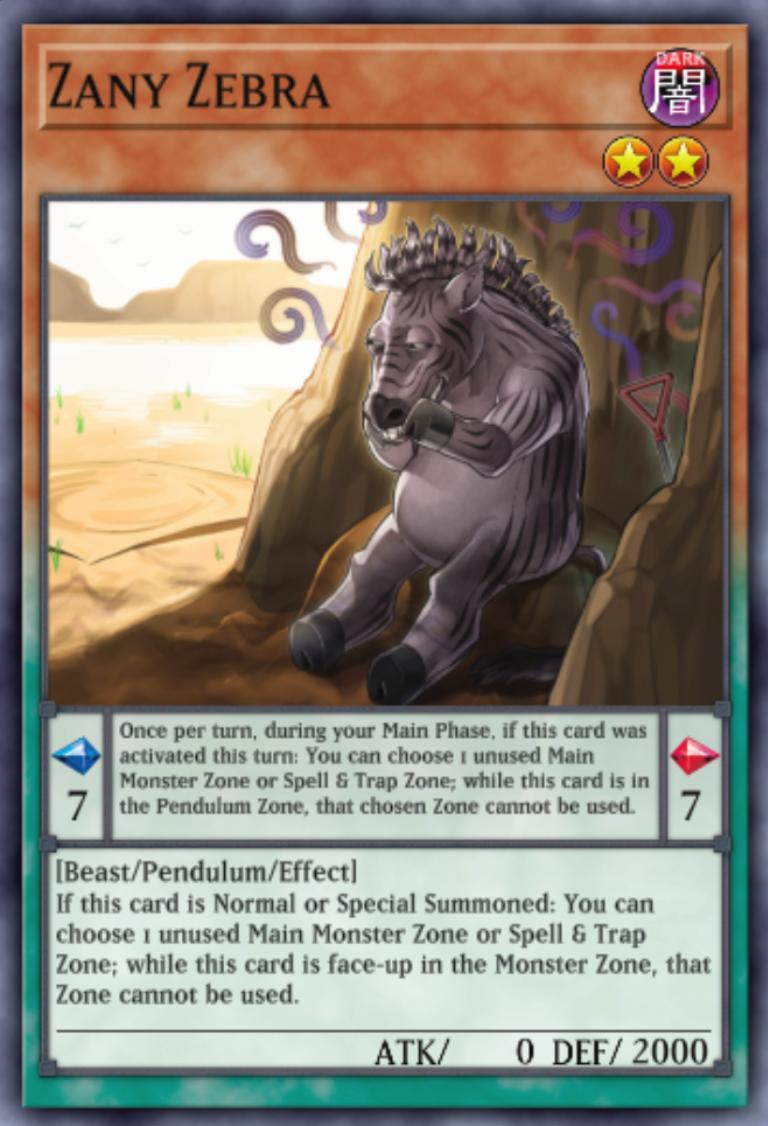 Zany Zebra
DARK
闇
Once per turn, during your Main Phase, if this card was
activated this turn: You can choose 1 unused Main
Monster Zone or Spell & Trap Zone; while this card is in
the Pendulum Zone, that chosen Zone cannot be used.
7
7
[Beast/Pendulum/Effect]
If this card is Normal or Special Summoned: You can
choose 1 unused Main Monster Zone or Spell & Trap
Zone; while this card is face-up in the Monster Zone, that
Zone cannot be used.
ATK/ 0 DEF/ 2000